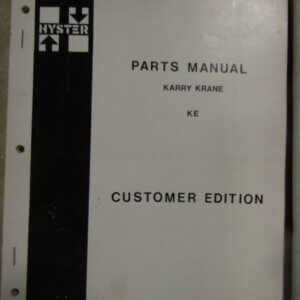 HYSTER
PARTS MANUAL
KARRY KRANE
KE
CUSTOMER EDITION